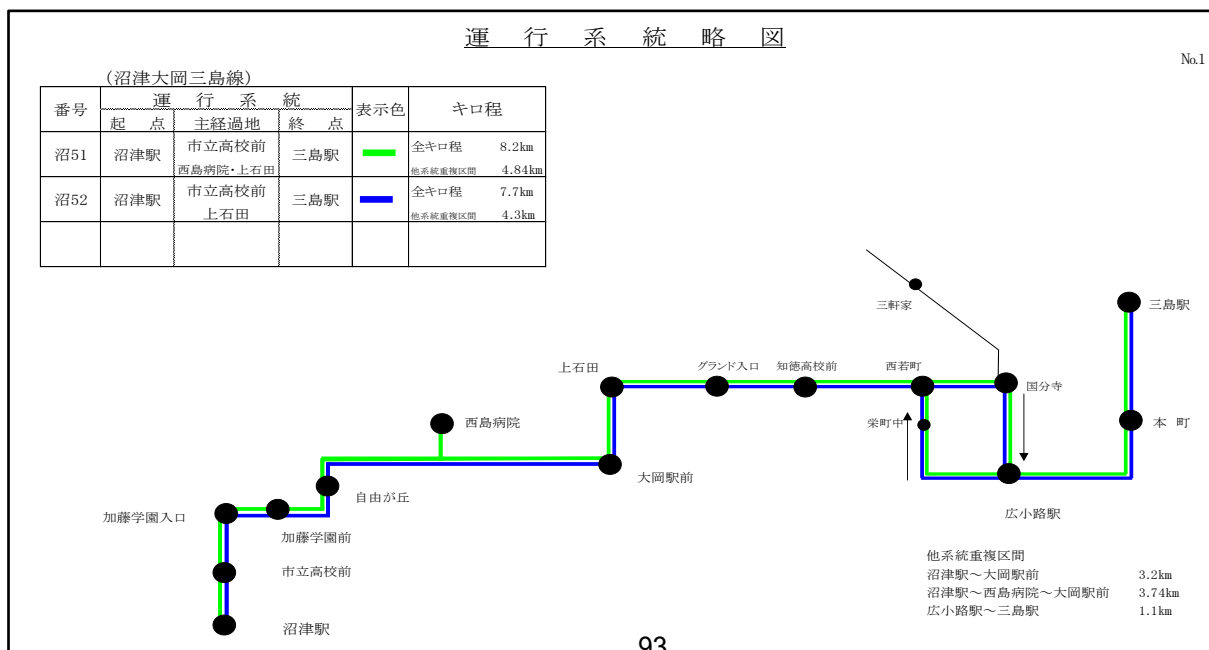 運行系統略図
No.1
(沼津大岡三島線)
番号 運行系統 表示色 キロ程
起点 主経過地 終点
沼51 沼津駅 市立高校前 西島病院・上石田 三島駅 全キロ程 8.2km 他系統重複区間 4.84km
沼52 沼津駅 市立高校前 上石田 三島駅 全キロ程 7.7km 他系統重複区間 4.3km
三軒家
三島駅
上石田
グランド入口
知徳高校前
西若町
国分寺
西島病院
栄町中
本町
大岡駅前
自由が丘
広小路駅
加藤学園入口
加藤学園前
市立高校前
沼津駅
他系統重複区間
沼津駅～大岡駅前 3.2km
沼津駅～西島病院～大岡駅前 3.74km
広小路駅～三島駅 1.1km
93